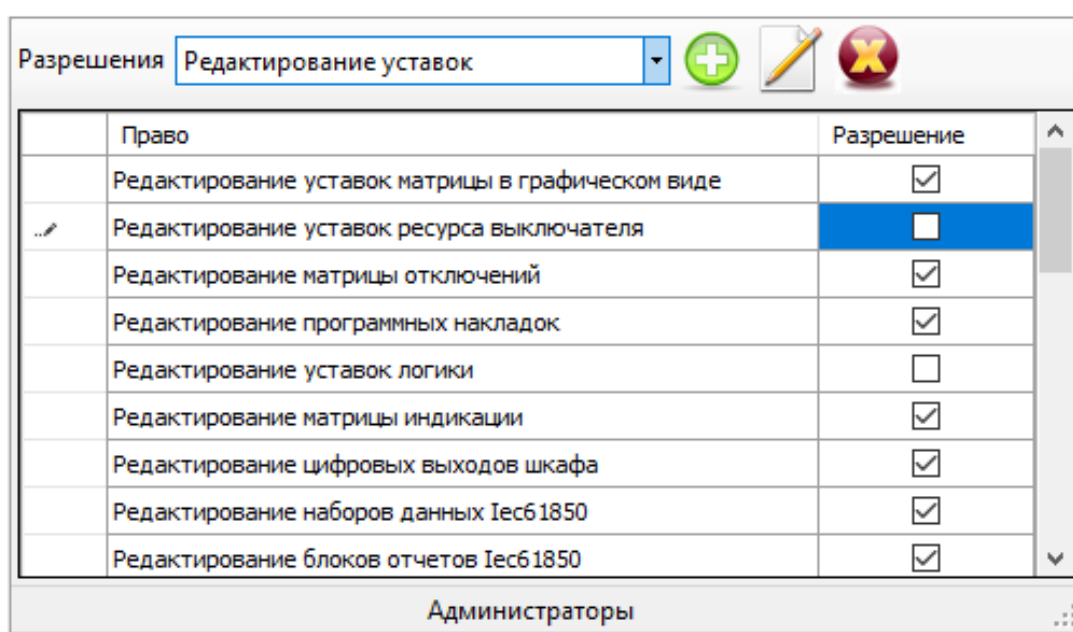 Разрешения Редактирование уставок
Право Разрешение
Редактирование уставок матрицы в графическом виде
Редактирование уставок ресурса выключателя
Редактирование матрицы отключений
Редактирование программных накладок
Редактирование уставок логики
Редактирование матрицы индикации
Редактирование цифровых выходов шкафа
Редактирование наборов данных Iec61850
Редактирование блоков отчетов Iec61850
Администраторы